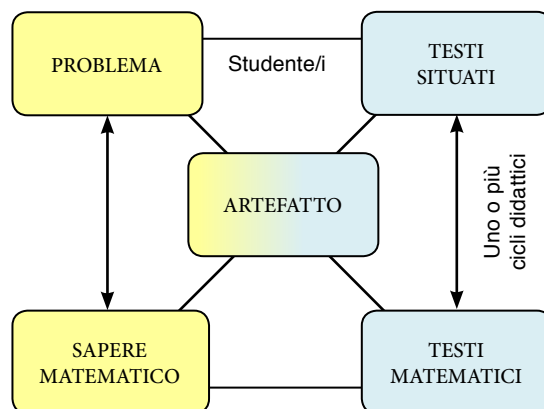 PROBLEMA
Studente/i
TESTI
SITUATI
ARTEFATTO
Uno o più
cicli didattici
SAPERE
MATEMATICO
TESTI
MATEMATICI